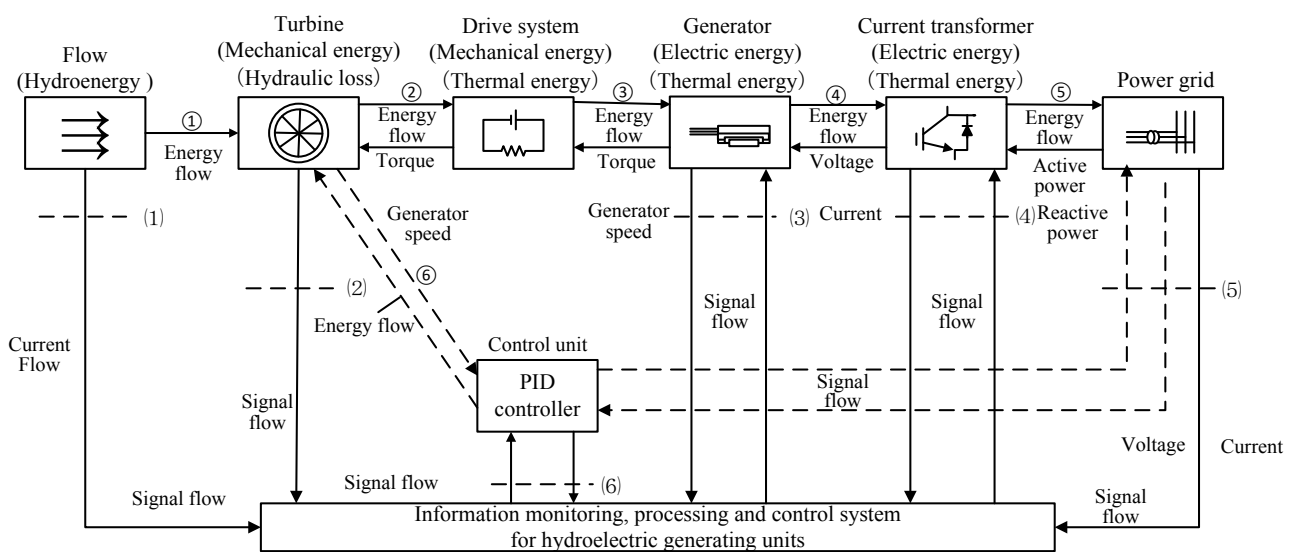 Flow
(Hydroenergy )
Turbine
(Mechanical energy)
(Hydraulic loss)
Drive system
(Mechanical energy)
(Thermal energy)
Generator
(Electric energy)
(Thermal energy)
Current transformer
(Electric energy)
(Thermal energy)
Power grid
①
Energy
flow
②
Energy
flow
Torque
③
Energy
flow
Torque
④
Energy
flow
Voltage
⑤
Energy
flow
Active
power
Reactive
power
(1)
(2)
(3)
(4)
(5)
Generator
speed
⑥
Energy flow
Generator
speed
Current
Current
Flow
Signal
flow
Control unit
PID
controller
Signal
flow
Signal
flow
Signal
flow
Voltage
Current
Signal flow
Signal flow
(6)
Signal
flow
Information monitoring, processing and control system
for hydroelectric generating units